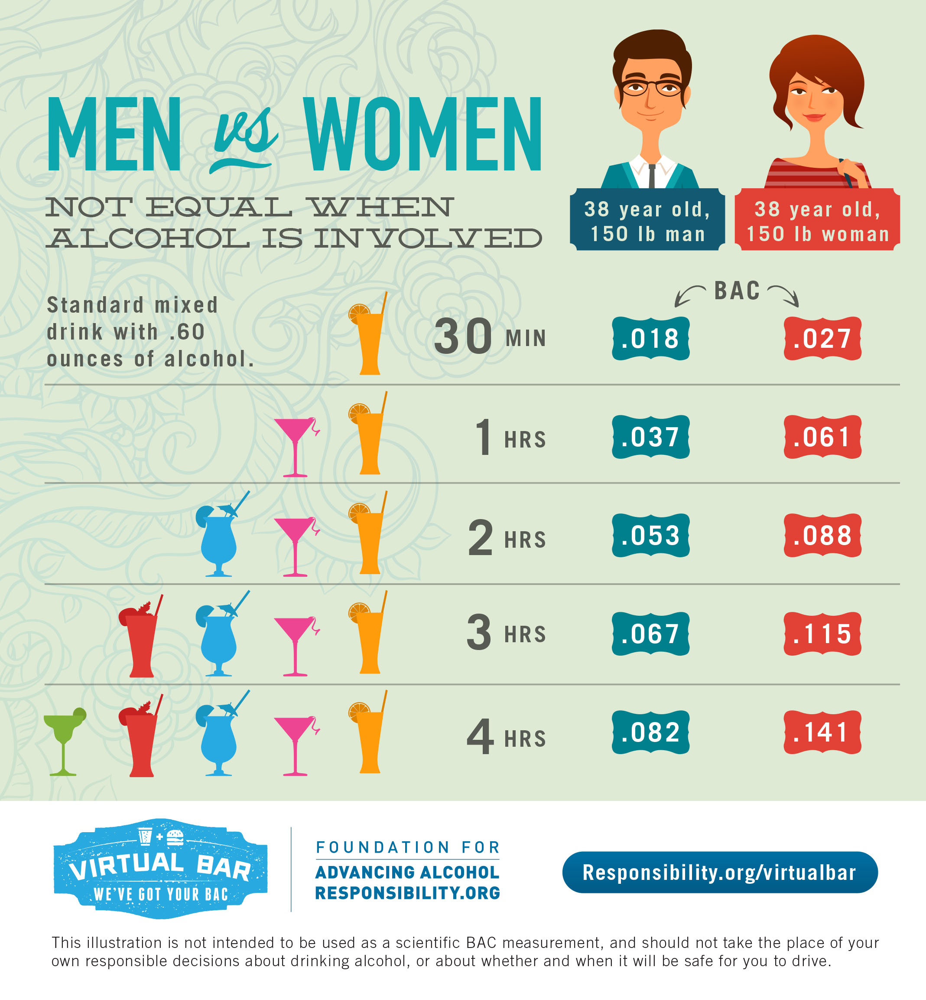 MEN vs WOMEN
NOT EQUAL WHEN
ALCOHOL IS INVOLVED
38 year old,
150 lb man
38 year old,
150 lb woman
BAC
Standard mixed
drink with .60
ounces of alcohol.
30 MIN .018 .027
1 HRS .037 .061
2 HRS .053 .088
3 HRS .067 .115
4 HRS .082 .141
VIRTUAL BAR
WE'VE GOT YOUR BAC
FOUNDATION FOR
ADVANCING ALCOHOL
RESPONSIBILITY.ORG
Responsibility.org/virtualbar
This illustration is not intended to be used as a scientific BAC measurement, and should not take the place of your
own responsible decisions about drinking alcohol, or about whether and when it will be safe for you to drive.